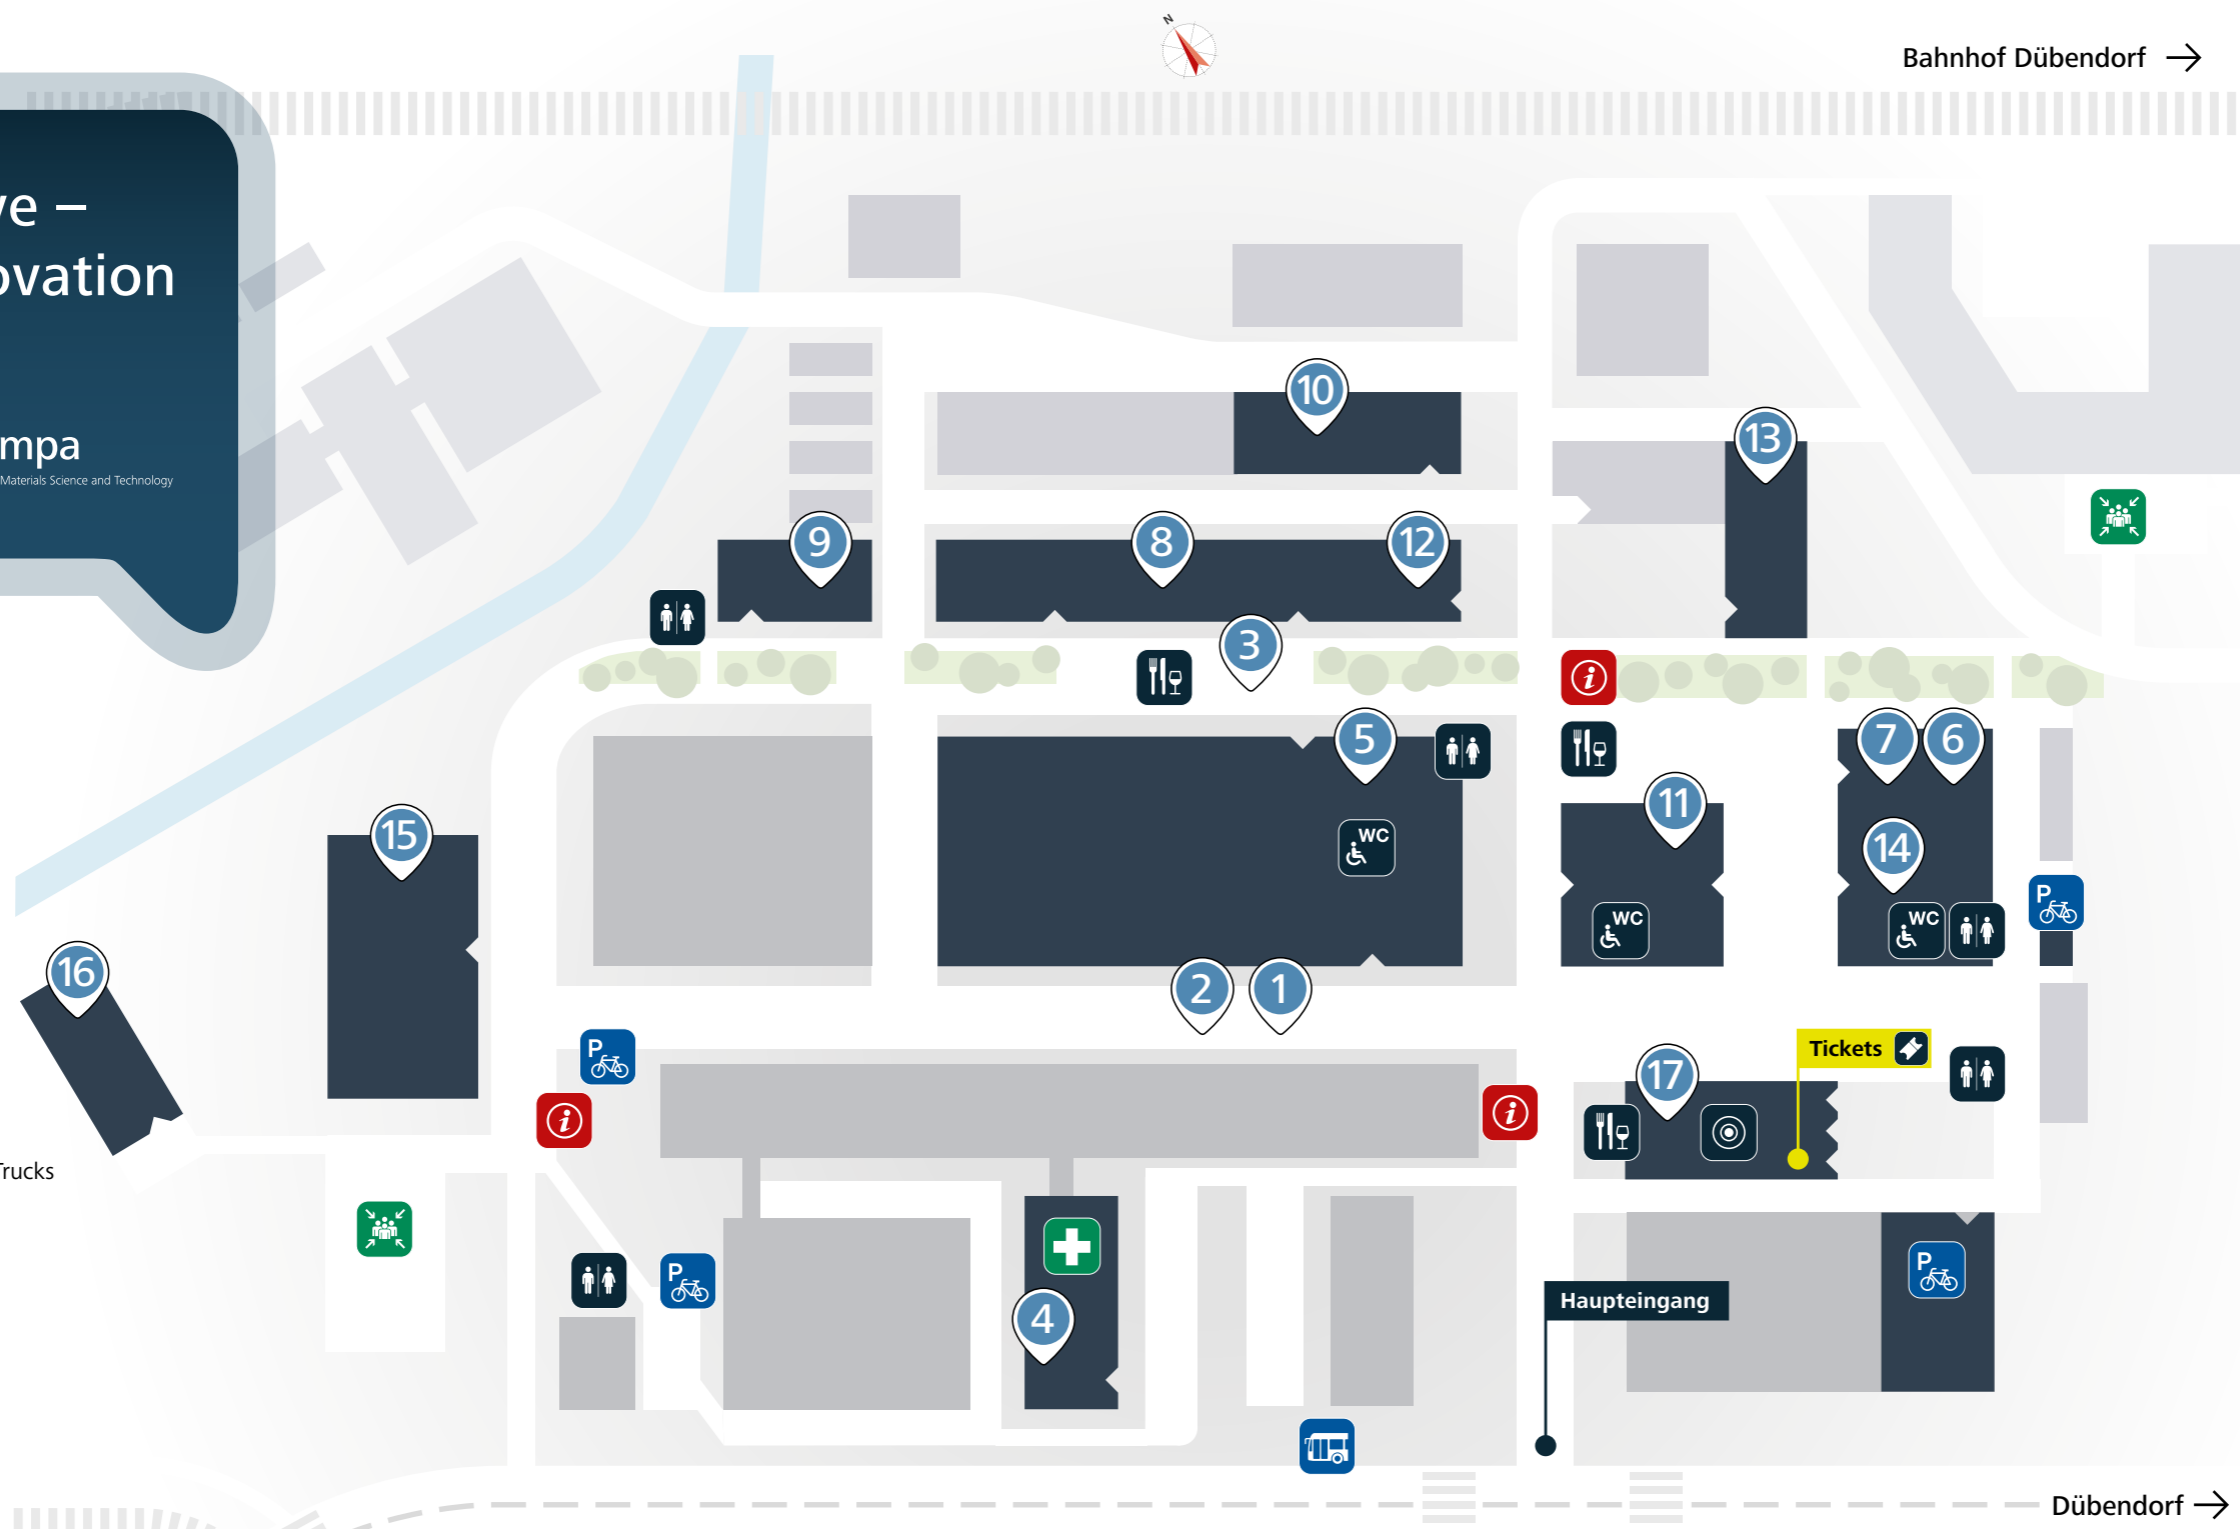 N
Bahnhof Dübendorf
ve –
ovation
mpa
Materials Science and Technology
10
13
9
8
12
3
5
7
6
11
14
15
WC
WC
WC
P
16
2
1
P
Tickets
17
Trucks
P
P
4
Haupteingang
Dübendorf